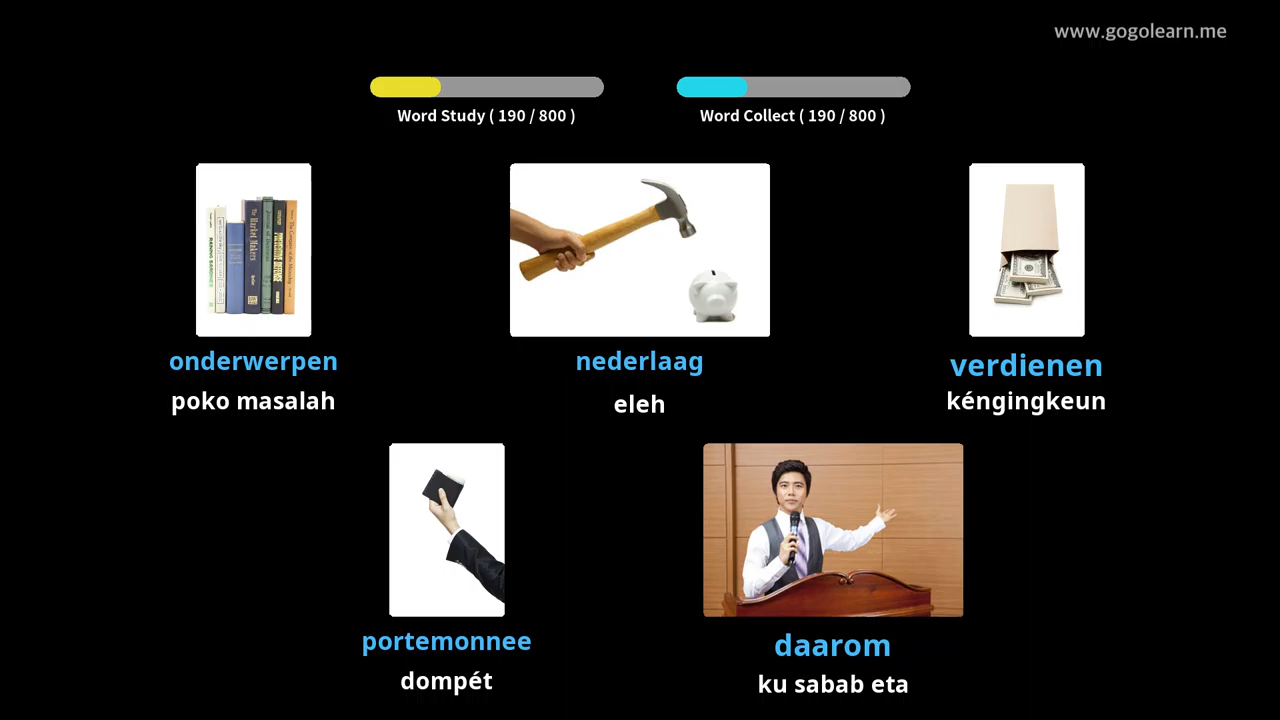 www.gogolearn.me
Word Study ( 190 / 800 )
Word Collect ( 190 / 800 )
onderwerpen
poko masalah
nederlaag
eleh
verdienen
kéngingkeun
portemonnee
dompét
daarom
ku sabab eta